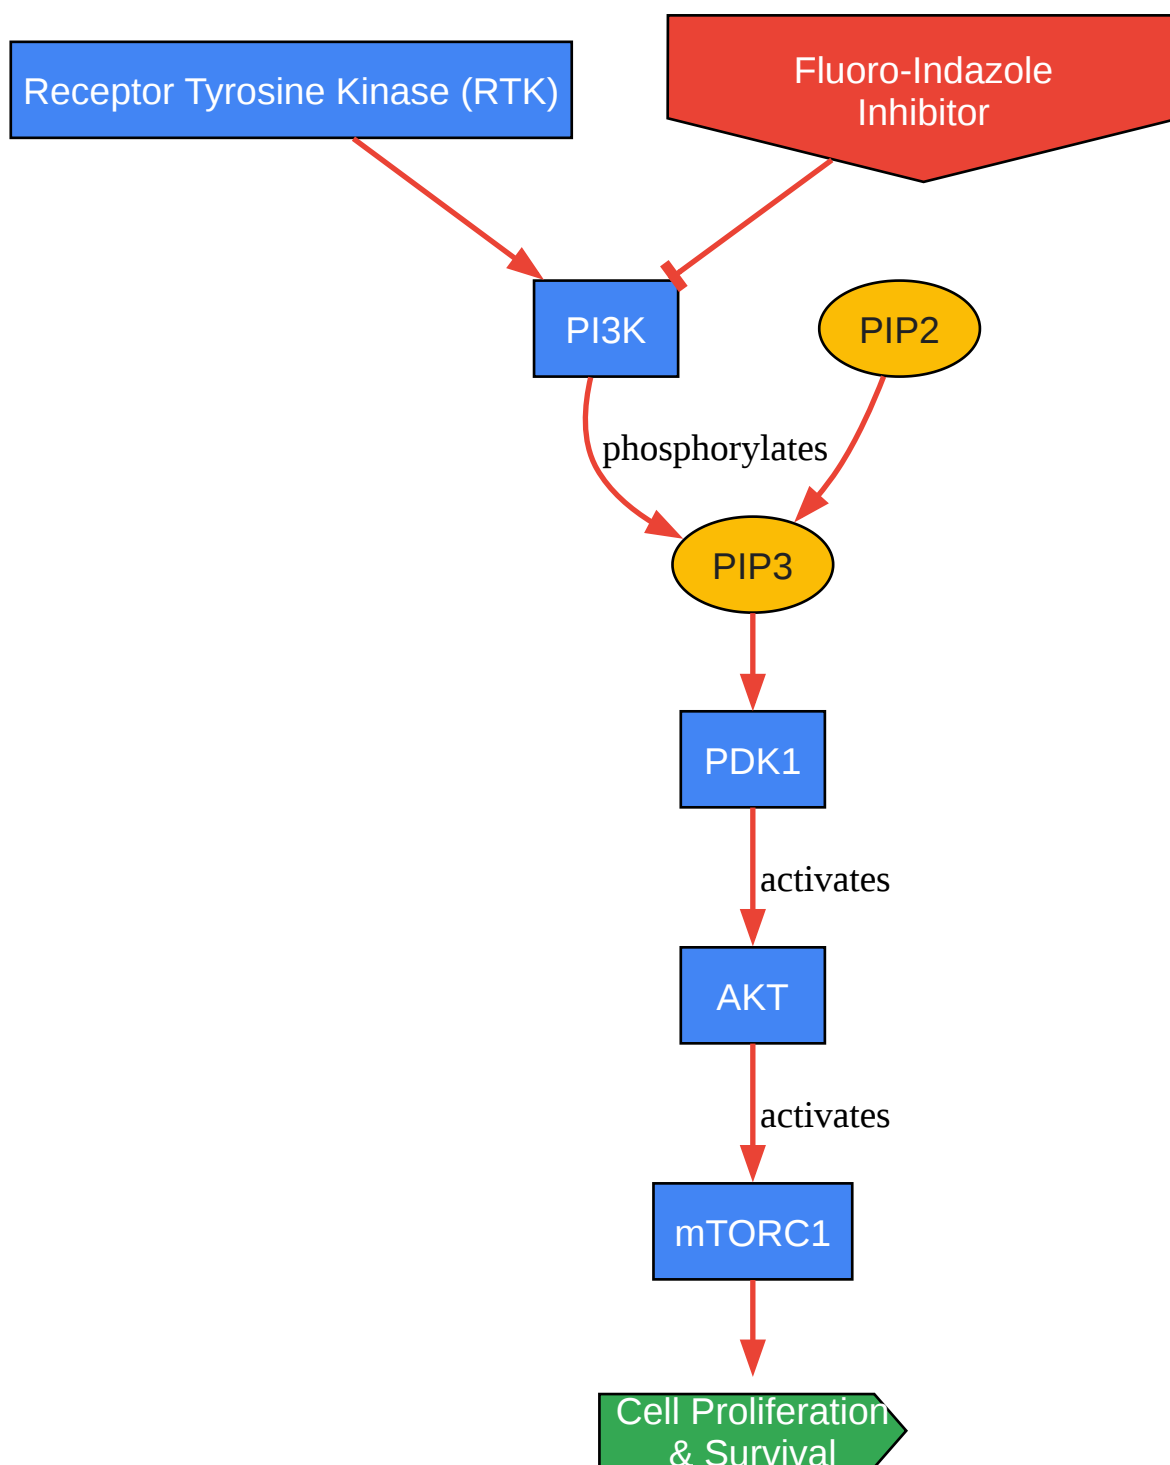 Receptor Tyrosine Kinase (RTK)
Fluoro-Indazole
Inhibitor
PI3K
PIP2
phosphorylates
PIP3
PDK1
activates
AKT
activates
mTORC1
Cell Proliferation
& Survival